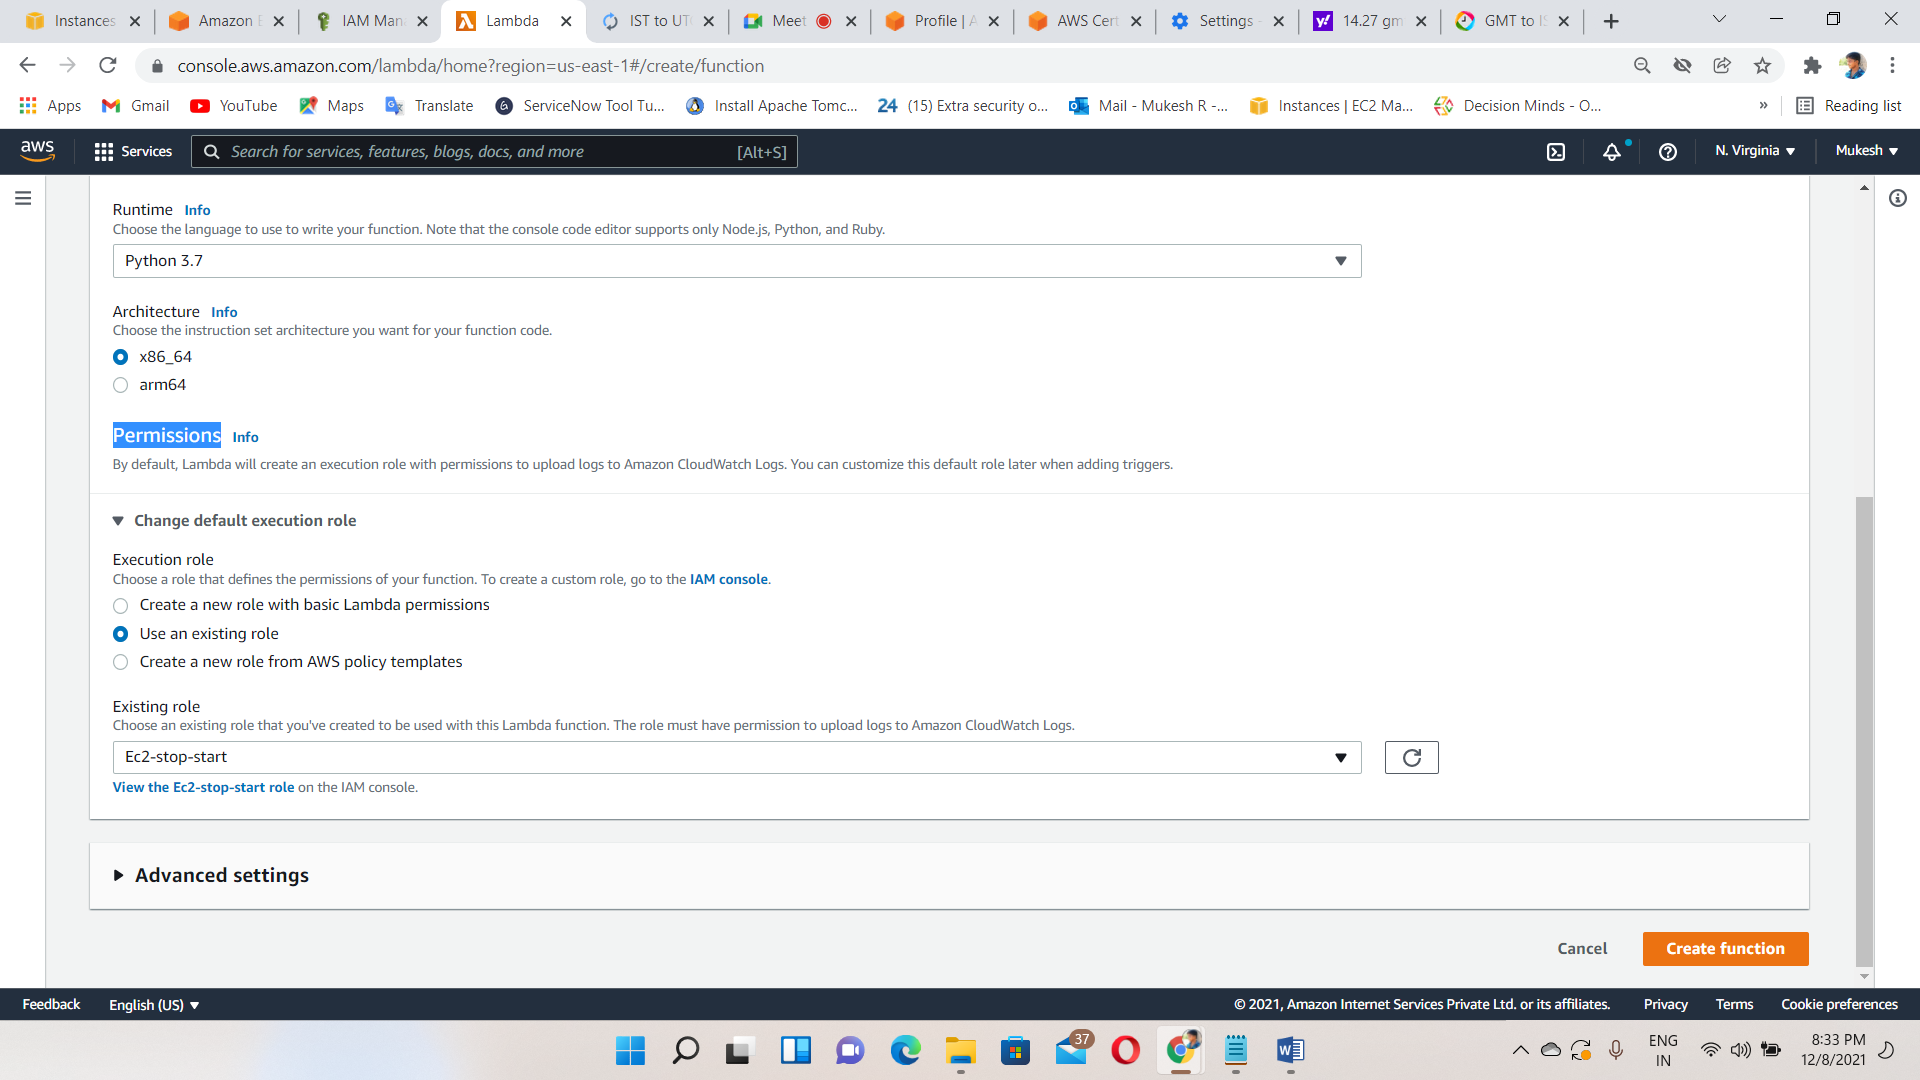 Instances
Amazon E
IAM Man
Lambda
IST to UT
Meet
Profile | A
AWS Cert
Settings -
14.27 gm
GMT to IS
console.aws.amazon.com/lambda/home?region=us-east-1#/create/function
Apps
Gmail
YouTube
Maps
Translate
ServiceNow Tool Tu...
Install Apache Tomc...
24 (15) Extra security o...
Mail - Mukesh R -...
Instances | EC2 Ma...
Decision Minds - O...
»
Reading list
aws
Services
Search for services, features, blogs, docs, and more
[Alt+S]
N. Virginia
Mukesh
Runtime Info
Choose the language to use to write your function. Note that the console code editor supports only Node.js, Python, and Ruby.
Python 3.7
Architecture Info
Choose the instruction set architecture you want for your function code.
x86_64
arm64
Permissions Info
By default, Lambda will create an execution role with permissions to upload logs to Amazon CloudWatch Logs. You can customize this default role later when adding triggers.
Change default execution role
Execution role
Choose a role that defines the permissions of your function. To create a custom role, go to the IAM console.
Create a new role with basic Lambda permissions
Use an existing role
Create a new role from AWS policy templates
Existing role
Choose an existing role that you've created to be used with this Lambda function. The role must have permission to upload logs to Amazon CloudWatch Logs.
Ec2-stop-start
View the Ec2-stop-start role on the IAM console.
Advanced settings
Cancel
Create function
Feedback
English (US)
© 2021, Amazon Internet Services Private Ltd. or its affiliates.
Privacy
Terms
Cookie preferences
37
ENG
IN
8:33 PM
12/8/2021